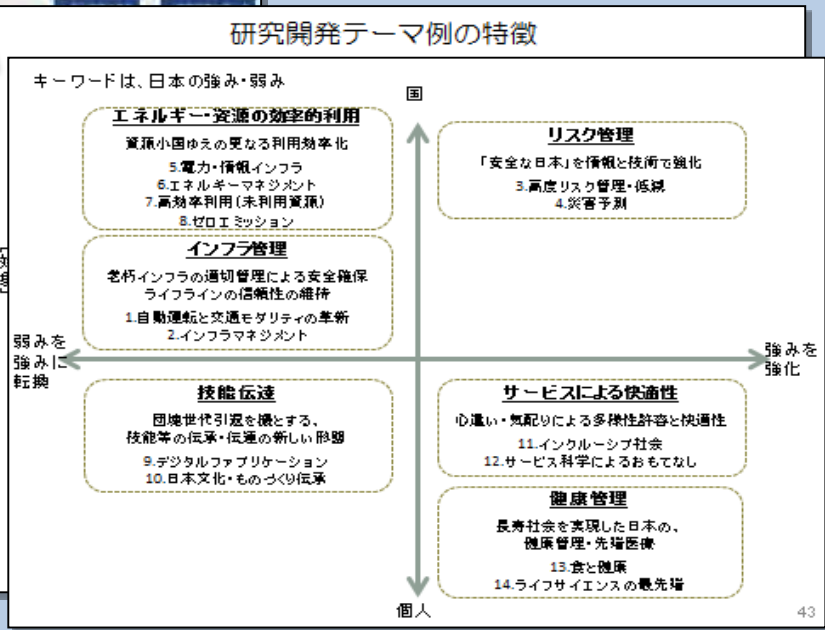 研究開発テーマ例の特徴
キーワードは、日本の強み・弱み
国
エネルギー・資源の効率的利用
資源小国ゆえの更なる利用効率化
5.電力・情報インフラ
6.エネルギーマネジメント
7.高効率利用(未利用資源)
8.ゼロエミッション
リスク管理
「安全な日本」を情報と技術で強化
3.高度リスク管理・低減
4.災害予測
インフラ管理
老朽インフラの適切管理による安全確保
ライフラインの信頼性の維持
1.自動運転と交通モダリティの革新
2.インフラマネジメント
弱みを
強みに
転換
強みを
強化
技能伝達
団塊世代引退を機とする、
技能等の伝承・伝達の新しい形態
9.デジタルファブリケーション
10.日本文化・ものづくり伝承
サービスによる快適性
心遣い・気配りによる多様性許容と快適性
11.インクルーシブ社会
12.サービス科学によるおもてなし
健康管理
長寿社会を実現した日本の、
健康管理・先端医療
13.食と健康
14.ライフサイエンスの最先端
個人
43